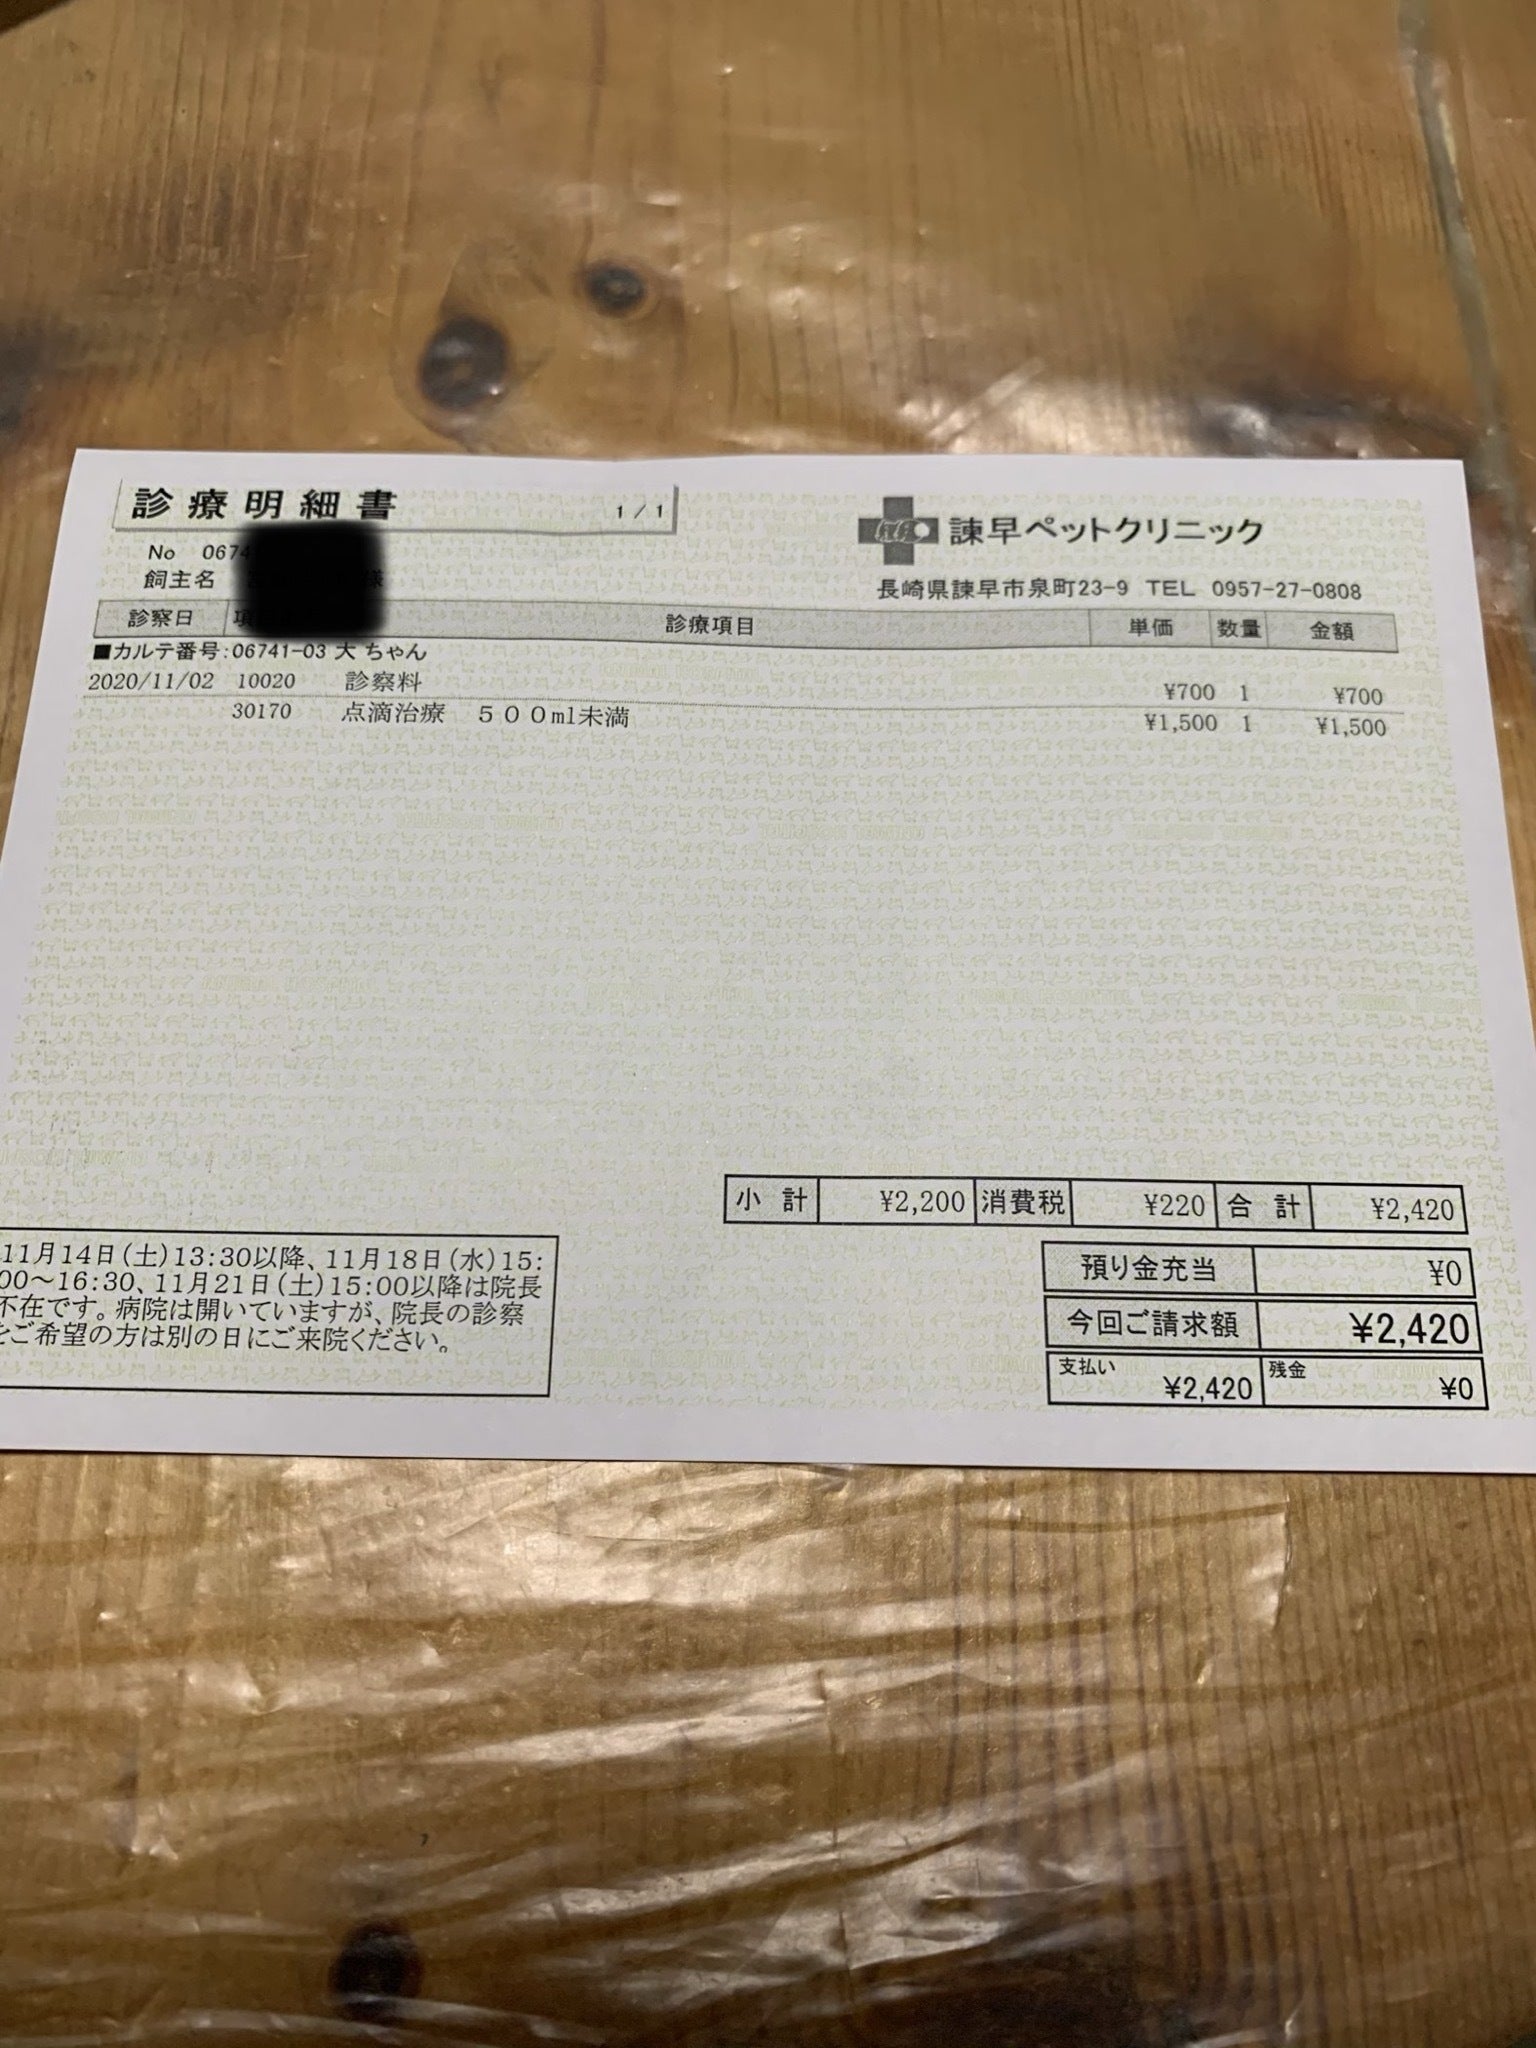 診療明細書 1/1
諫早ペットクリニック
No 0674
飼主名 様
長崎県諫早市泉町23-9 TEL 0957-27-0808
診察日 項 診療項目 単価 数量 金額
■カルテ番号:06741-03 大 ちゃん
2020/11/02 10020 診察料 ¥700 1 ¥700
30170 点滴治療 500ml未満 ¥1,500 1 ¥1,500
小計 ¥2,200 消費税 ¥220 合計 ¥2,420
預り金充当 ¥0
今回ご請求額 ¥2,420
支払い ¥2,420 残金 ¥0
11月14日(土)13:30以降、11月18日(水)15:
00～16:30、11月21日(土)15:00以降は院長
不在です。病院は開いていますが、院長の診察
をご希望の方は別の日にご来院ください。